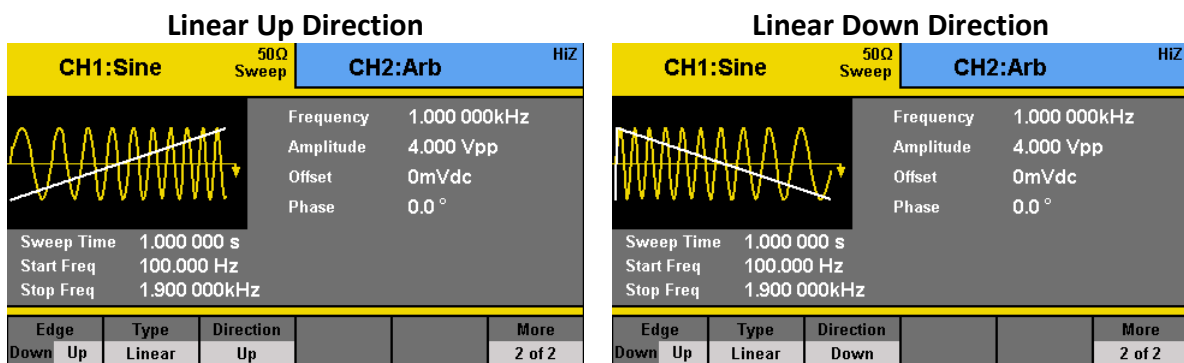 Linear Up Direction
CH1:Sine
50Ω
Sweep
CH2:Arb
HiZ
Frequency 1.000 000kHz
Amplitude 4.000 Vpp
Offset 0mVdc
Phase 0.0 °
Sweep Time 1.000 000 s
Start Freq 100.000 Hz
Stop Freq 1.900 000kHz
Edge Type Direction More
Down Up Linear Up 2 of 2
Linear Down Direction
CH1:Sine
50Ω
Sweep
CH2:Arb
HiZ
Frequency 1.000 000kHz
Amplitude 4.000 Vpp
Offset 0mVdc
Phase 0.0 °
Sweep Time 1.000 000 s
Start Freq 100.000 Hz
Stop Freq 1.900 000kHz
Edge Type Direction More
Down Up Linear Down 2 of 2